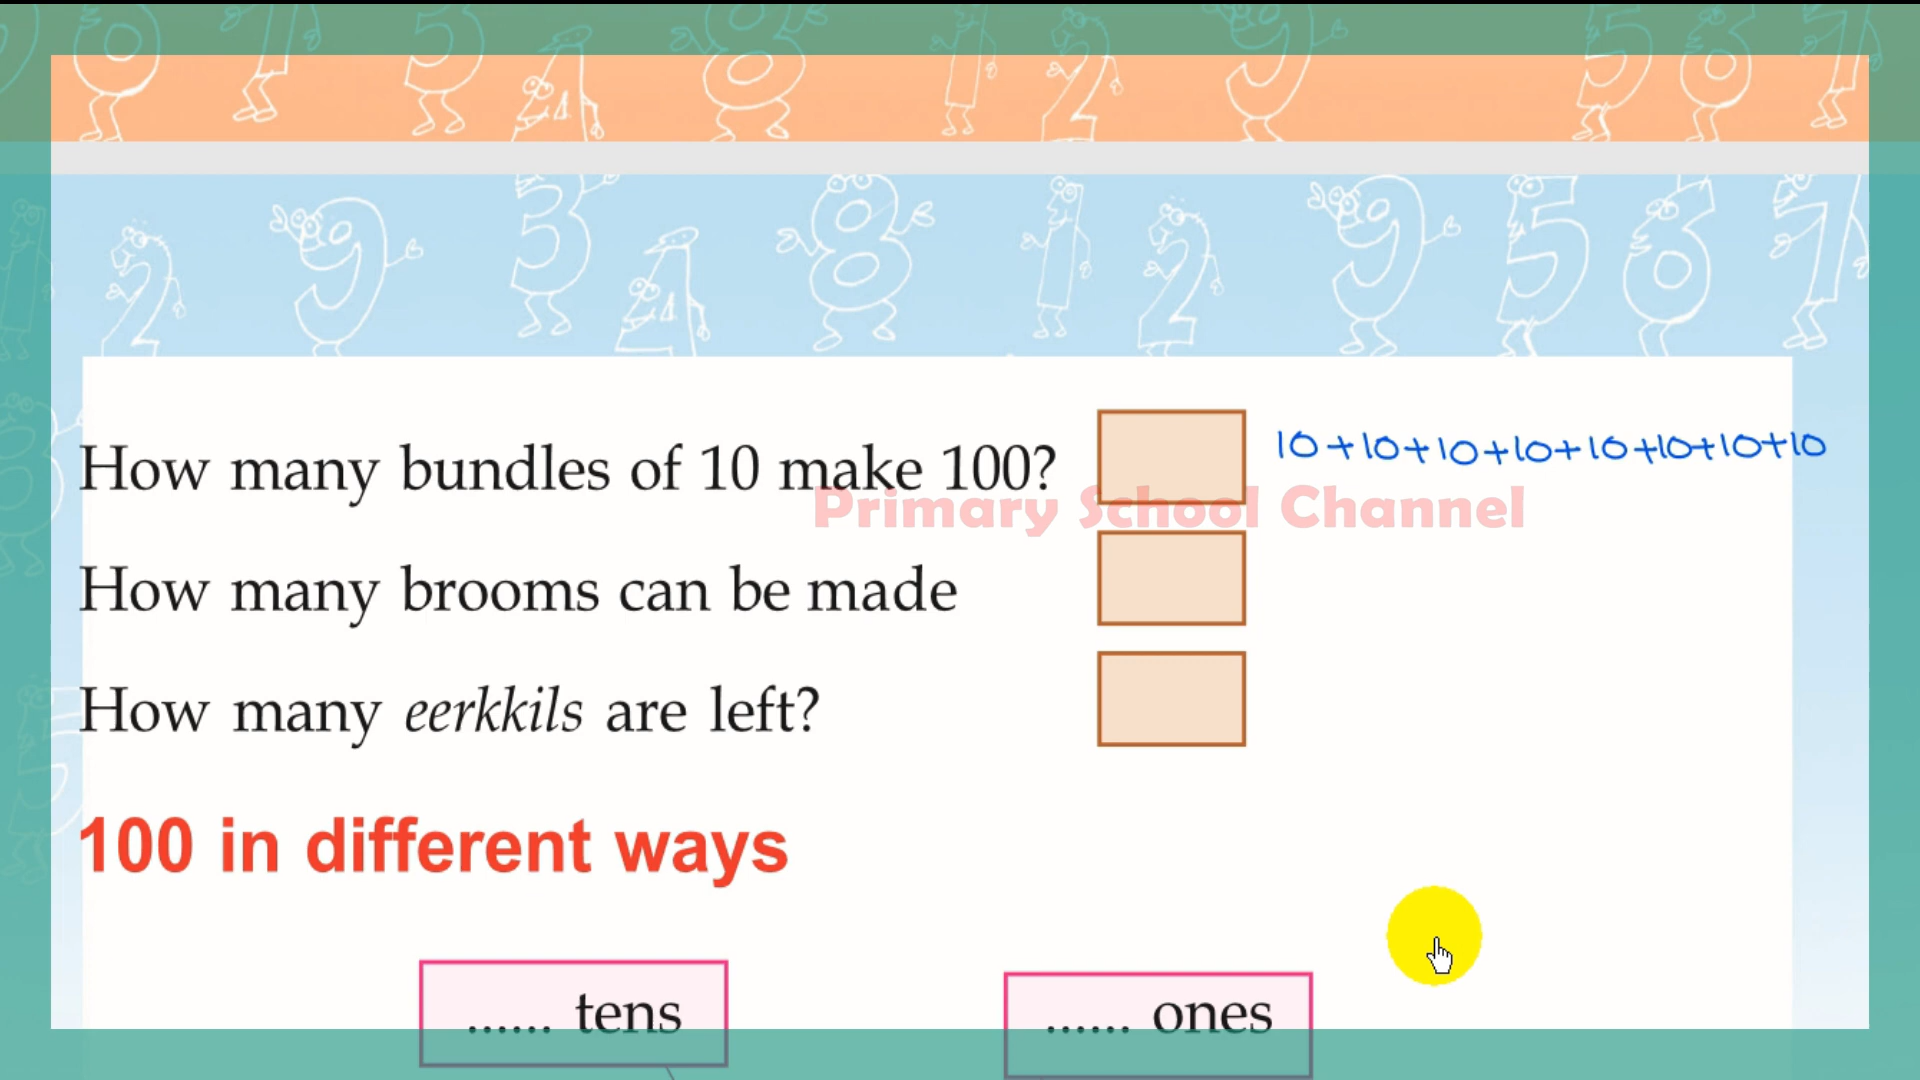 How many bundles of 10 make 100?
10+10+10+10+10+10+10+10
Primary School Channel
How many brooms can be made
How many eerkkils are left?
100 in different ways
...... tens
...... ones